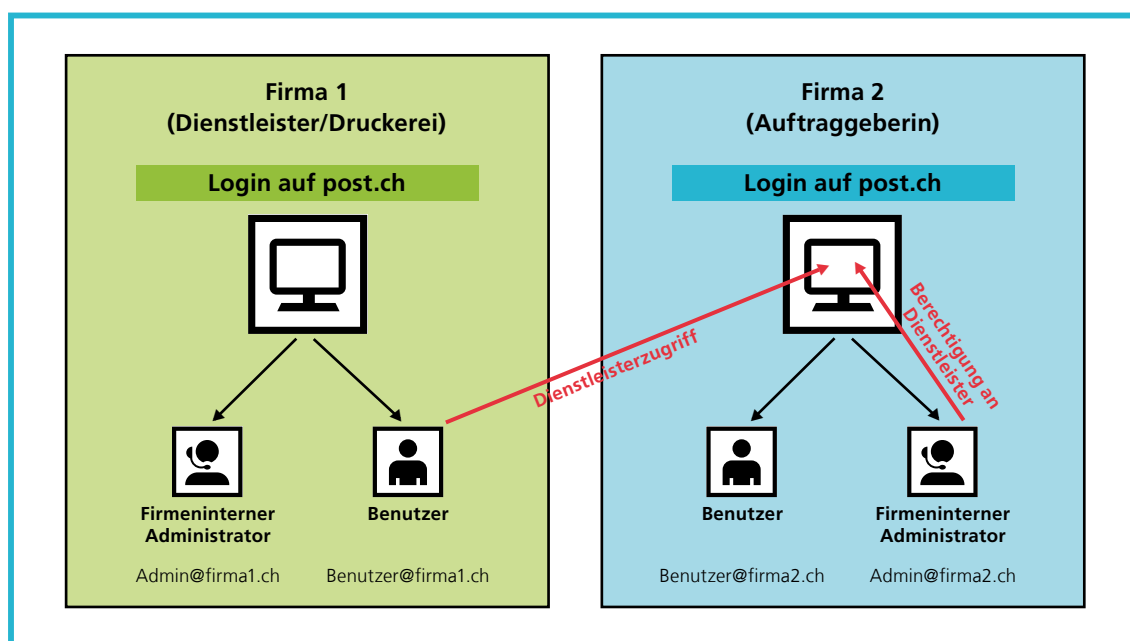 Firma 1
(Dienstleister/Druckerei)
Login auf post.ch
Firmeninterner
Administrator
Admin@firma1.ch
Benutzer
Benutzer@firma1.ch
Dienstleisterzugriff
Firma 2
(Auftraggeberin)
Login auf post.ch
Berechtigung an
Dienstleister
Benutzer
Benutzer@firma2.ch
Firmeninterner
Administrator
Admin@firma2.ch